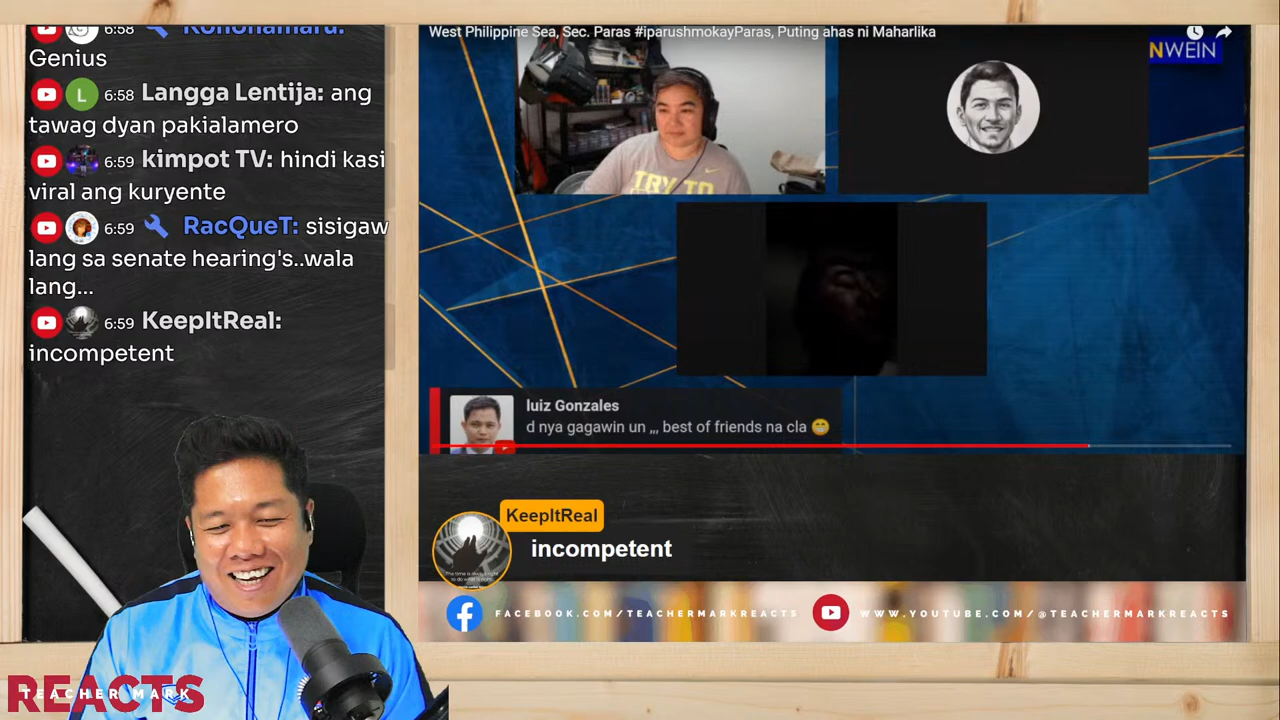 6:58 Kononamaru:
Genius
L 6:58 Langga Lentija: ang
tawag dyan pakialamero
6:59 kimpot TV: hindi kasi
viral ang kuryente
6:59 RacQueT: sisigaw
lang sa senate hearing's..wala
lang...
6:59 KeepItReal:
incompetent
West Philippine Sea, Sec. Paras #iparushmokayParas, Puting ahas ni Maharlika
NWEIN
TRY TO
luiz Gonzales
d nya gagawin un ,,, best of friends na cla 😁
KeepItReal
incompetent
FACEBOOK.COM/TEACHERMARKREACTS
WWW.YOUTUBE.COM/@TEACHERMARKREACTS
TEACHER MARK
REACTS